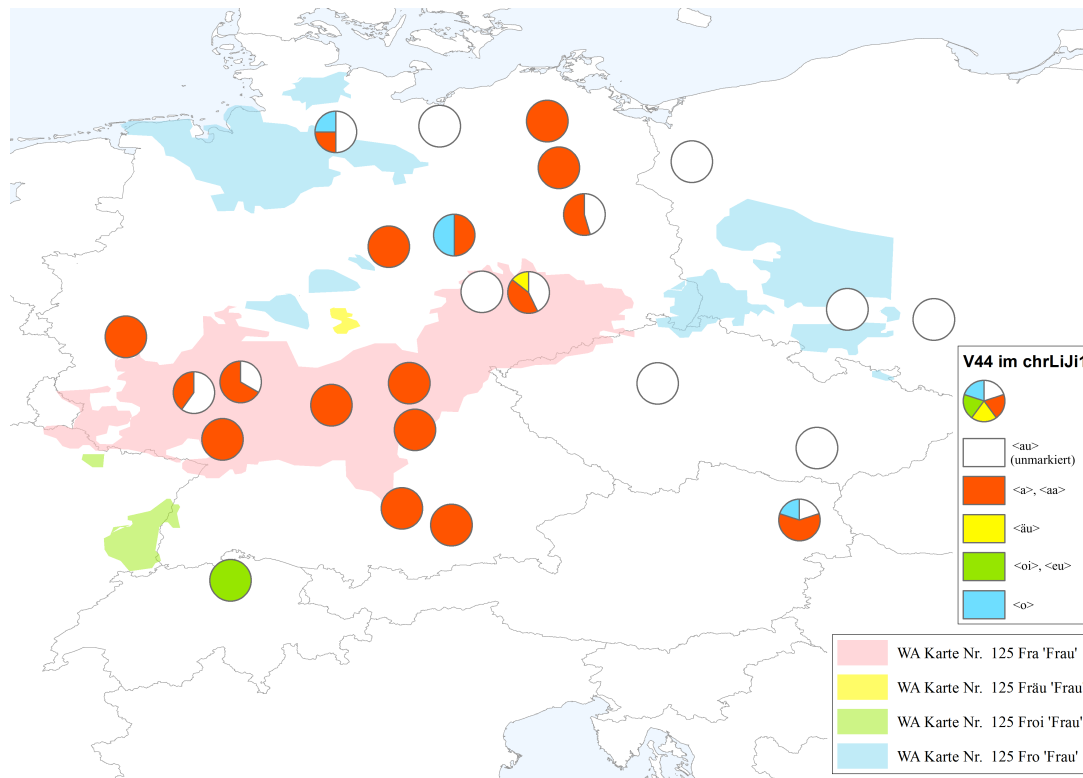 V44 im chrLiJi1
<au>
(unmarkiert)
<a>, <aa>
<äu>
<oi>, <eu>
<o>
WA Karte Nr. 125 Fra 'Frau'
WA Karte Nr. 125 Fräu 'Frau
WA Karte Nr. 125 Froi 'Frau'
WA Karte Nr. 125 Fro 'Frau'